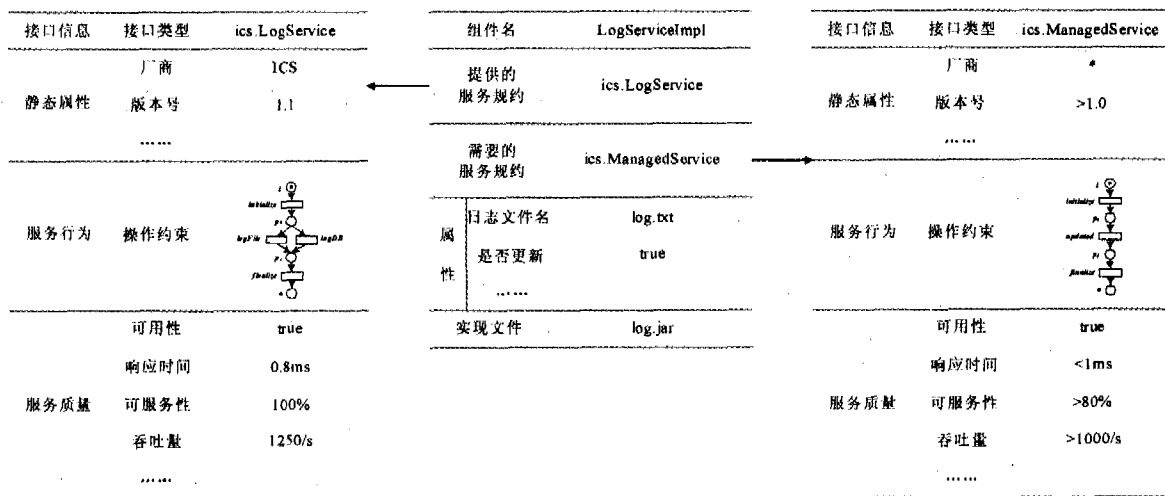 接口信息 接口类型 ics.LogService
静态属性
厂商 ICS
版本号 1.1
……
服务行为 操作约束
i
initialize
p₁
logFile logDB
p₂
finalize
o
服务质量
可用性 true
响应时间 0.8ms
可服务性 100%
吞吐量 1250/s
……
组件名 LogServiceImpl
提供的
服务规约 ics.LogService
需要的
服务规约 ics.ManagedService
属性
日志文件名 log.txt
是否更新 true
……
实现文件 log.jar
接口信息 接口类型 ics.ManagedService
静态属性
厂商 *
版本号 >1.0
……
服务行为 操作约束
initialize
updated
finalize
o
服务质量
可用性 true
响应时间 <1ms
可服务性 >80%
吞吐量 >1000/s
……